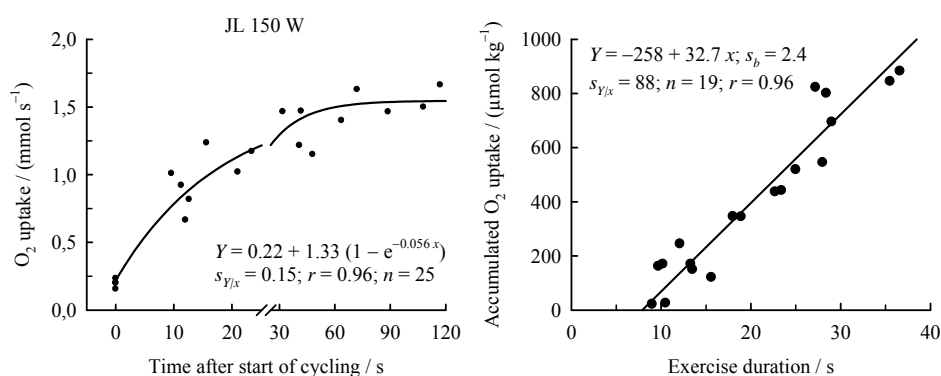 JL 150 W
O₂ uptake / (mmol s⁻¹)
2,0
1,5
1,0
0,5
0,0
Y = 0.22 + 1.33 (1 – e⁻⁰·⁰⁵⁶ ˣ)
s_Y/x = 0.15; r = 0.96; n = 25
0 10 20 30 60 90 120
Time after start of cycling / s
Accumulated O₂ uptake / (μmol kg⁻¹)
1000
800
600
400
200
0
Y = –258 + 32.7 x; s_b = 2.4
s_Y/x = 88; n = 19; r = 0.96
0 10 20 30 40
Exercise duration / s